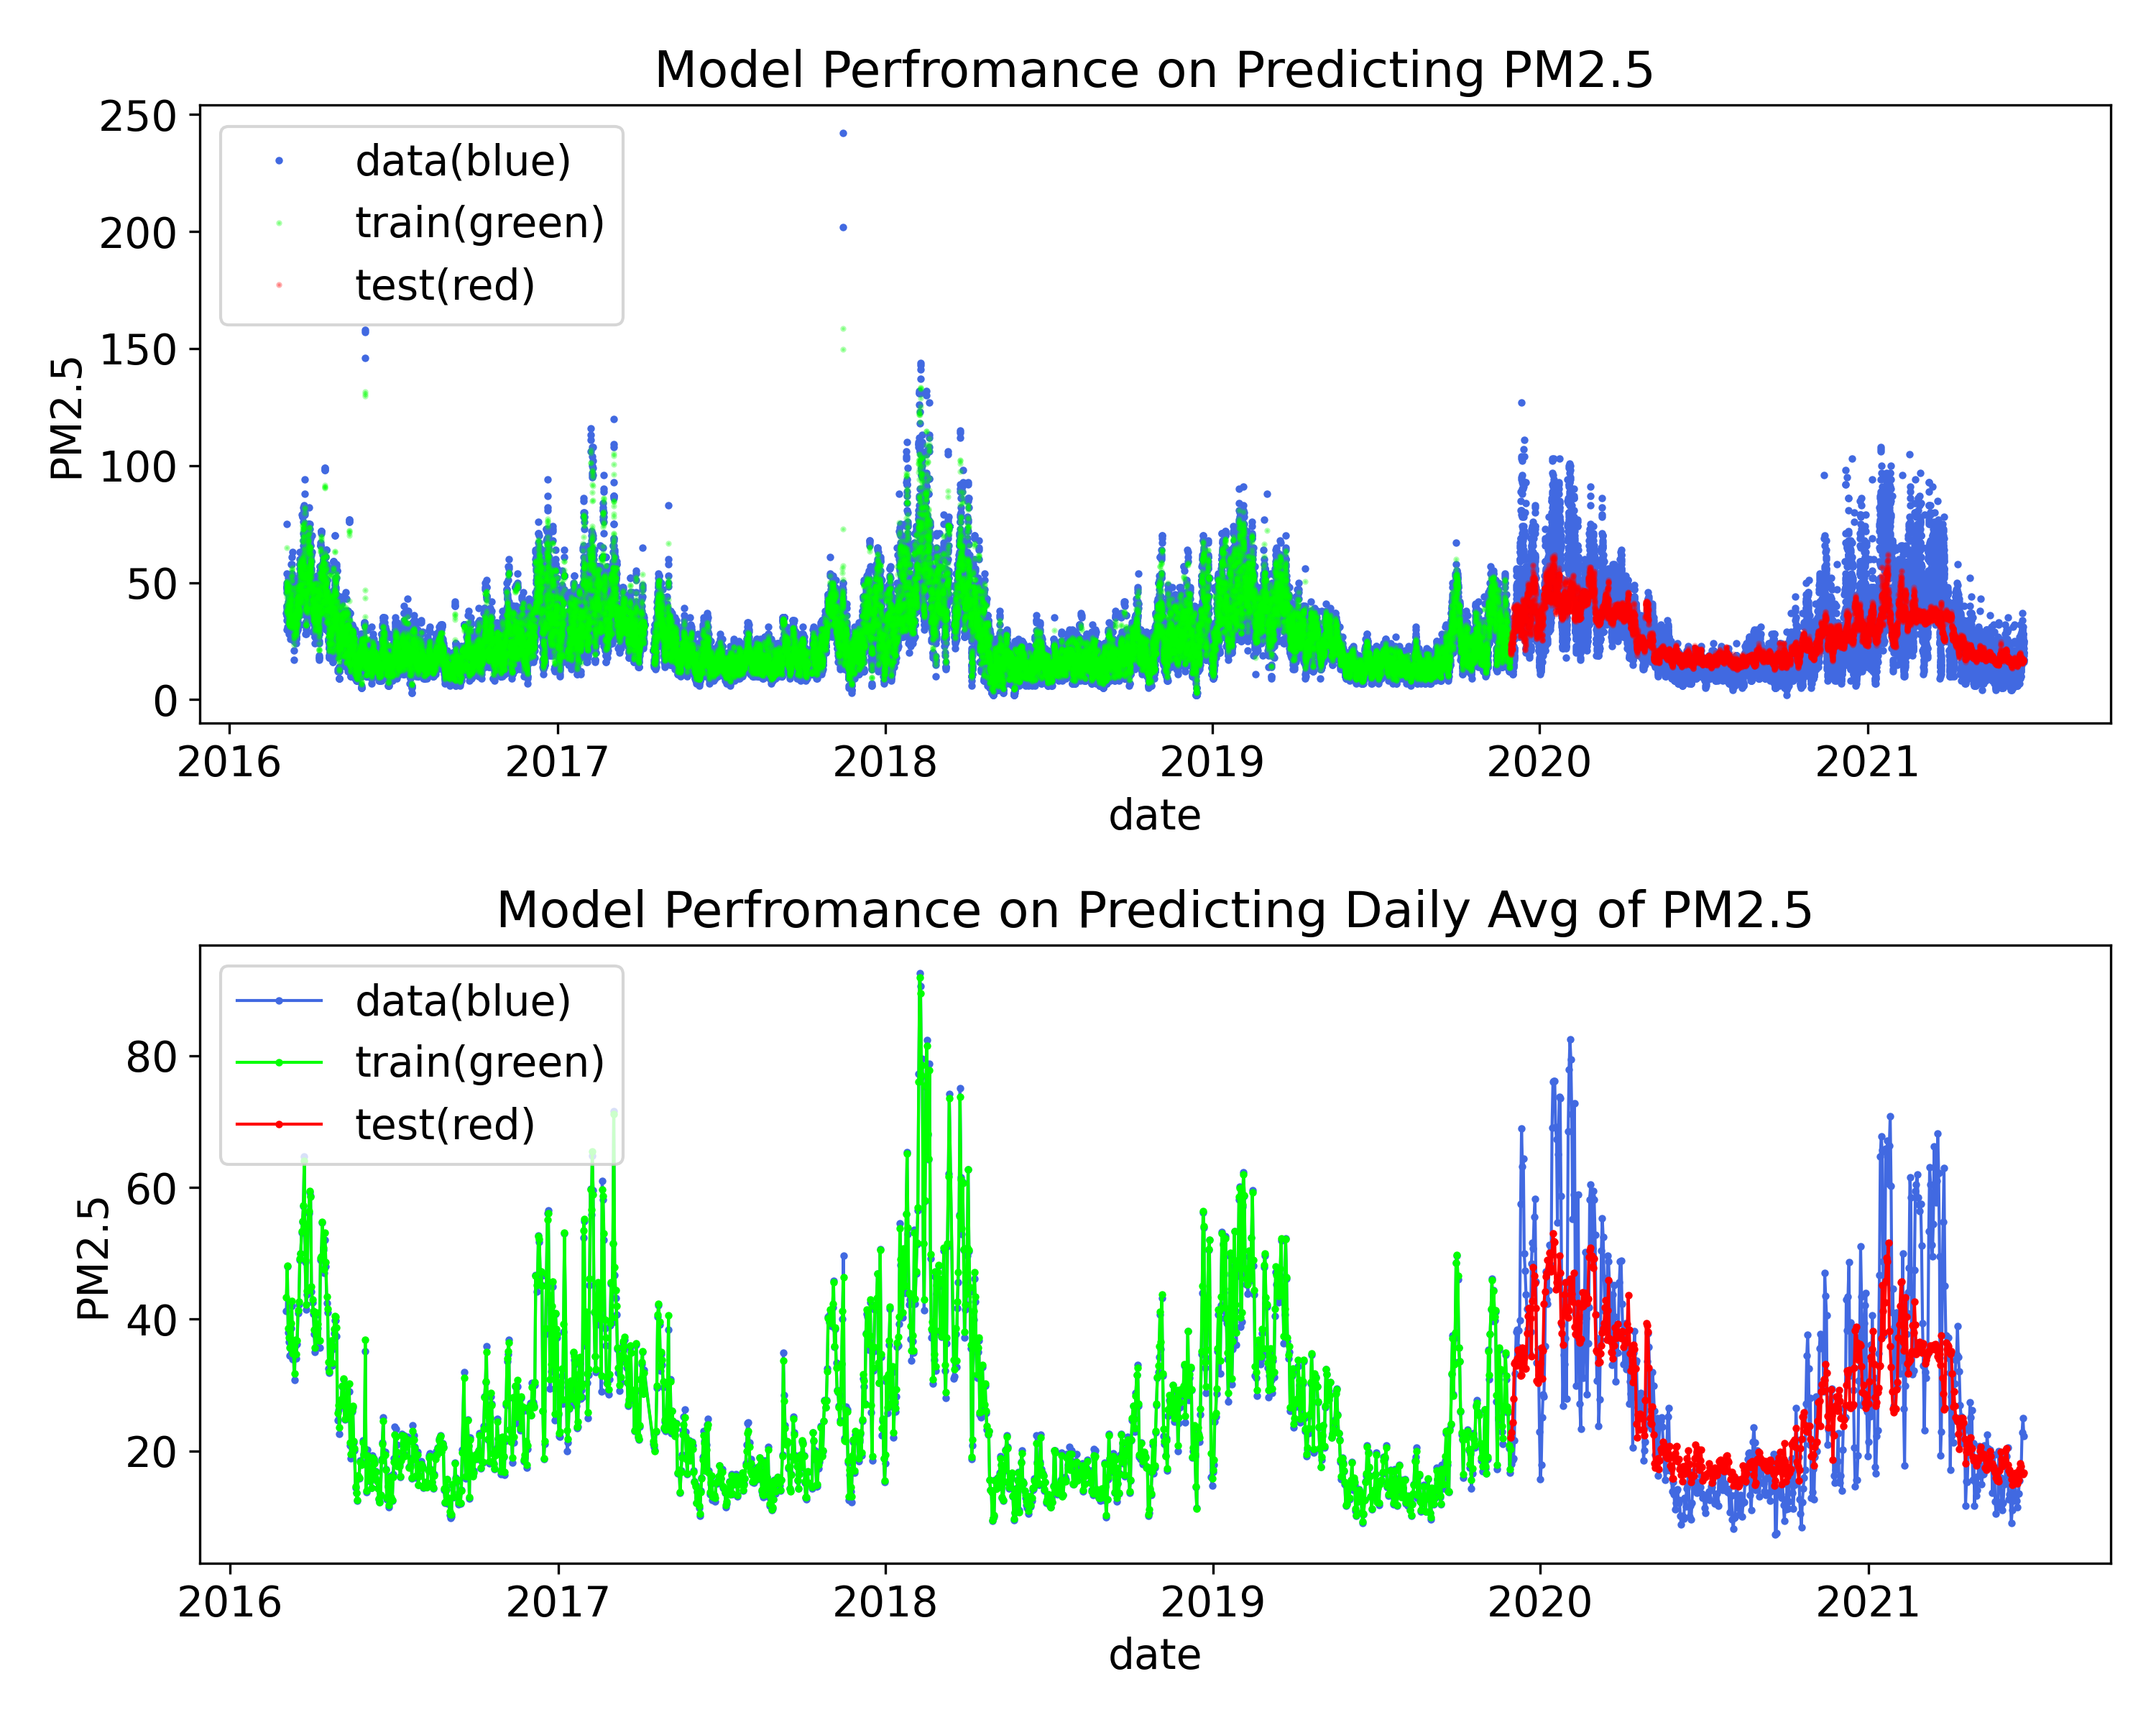 Model Perfromance on Predicting PM2.5
250
200
150
100
50
0
PM2.5
data(blue)
train(green)
test(red)
2016 2017 2018 2019 2020 2021
date
Model Perfromance on Predicting Daily Avg of PM2.5
80
60
40
20
PM2.5
data(blue)
train(green)
test(red)
2016 2017 2018 2019 2020 2021
date